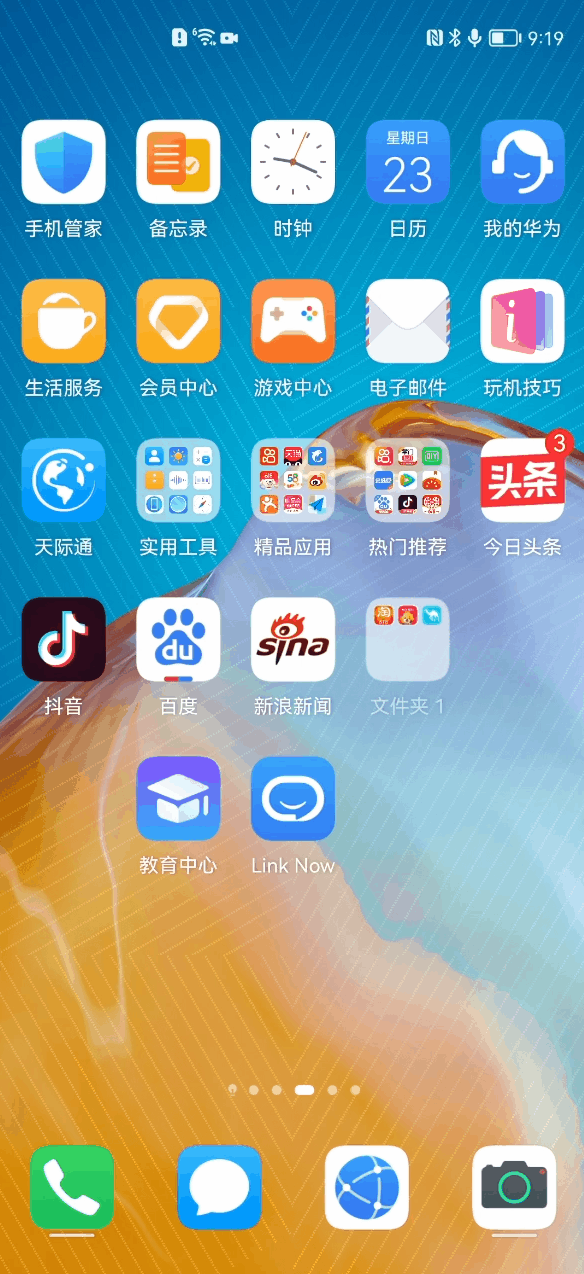 9:19
星期日
23
手机管家
备忘录
时钟
日历
我的华为
生活服务
会员中心
游戏中心
电子邮件
玩机技巧
3
头条
天际通
实用工具
精品应用
热门推荐
今日头条
du
sina
抖音
百度
新浪新闻
文件夹 1
教育中心
Link Now